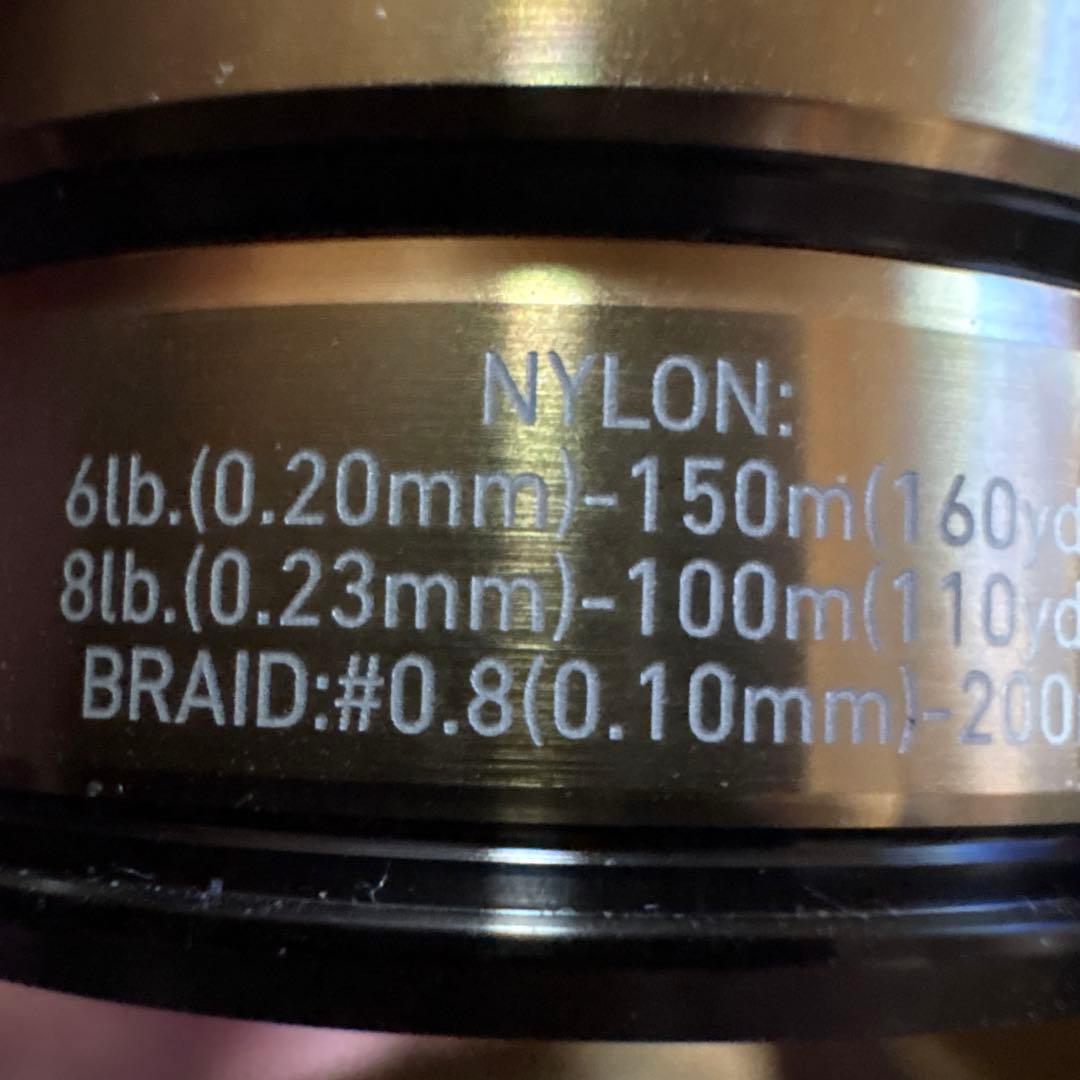 NYLON:
6lb.(0.20mm)-150m(160yd
8lb.(0.23mm)-100m(110yd
BRAID:#0.8(0.10mm)-200